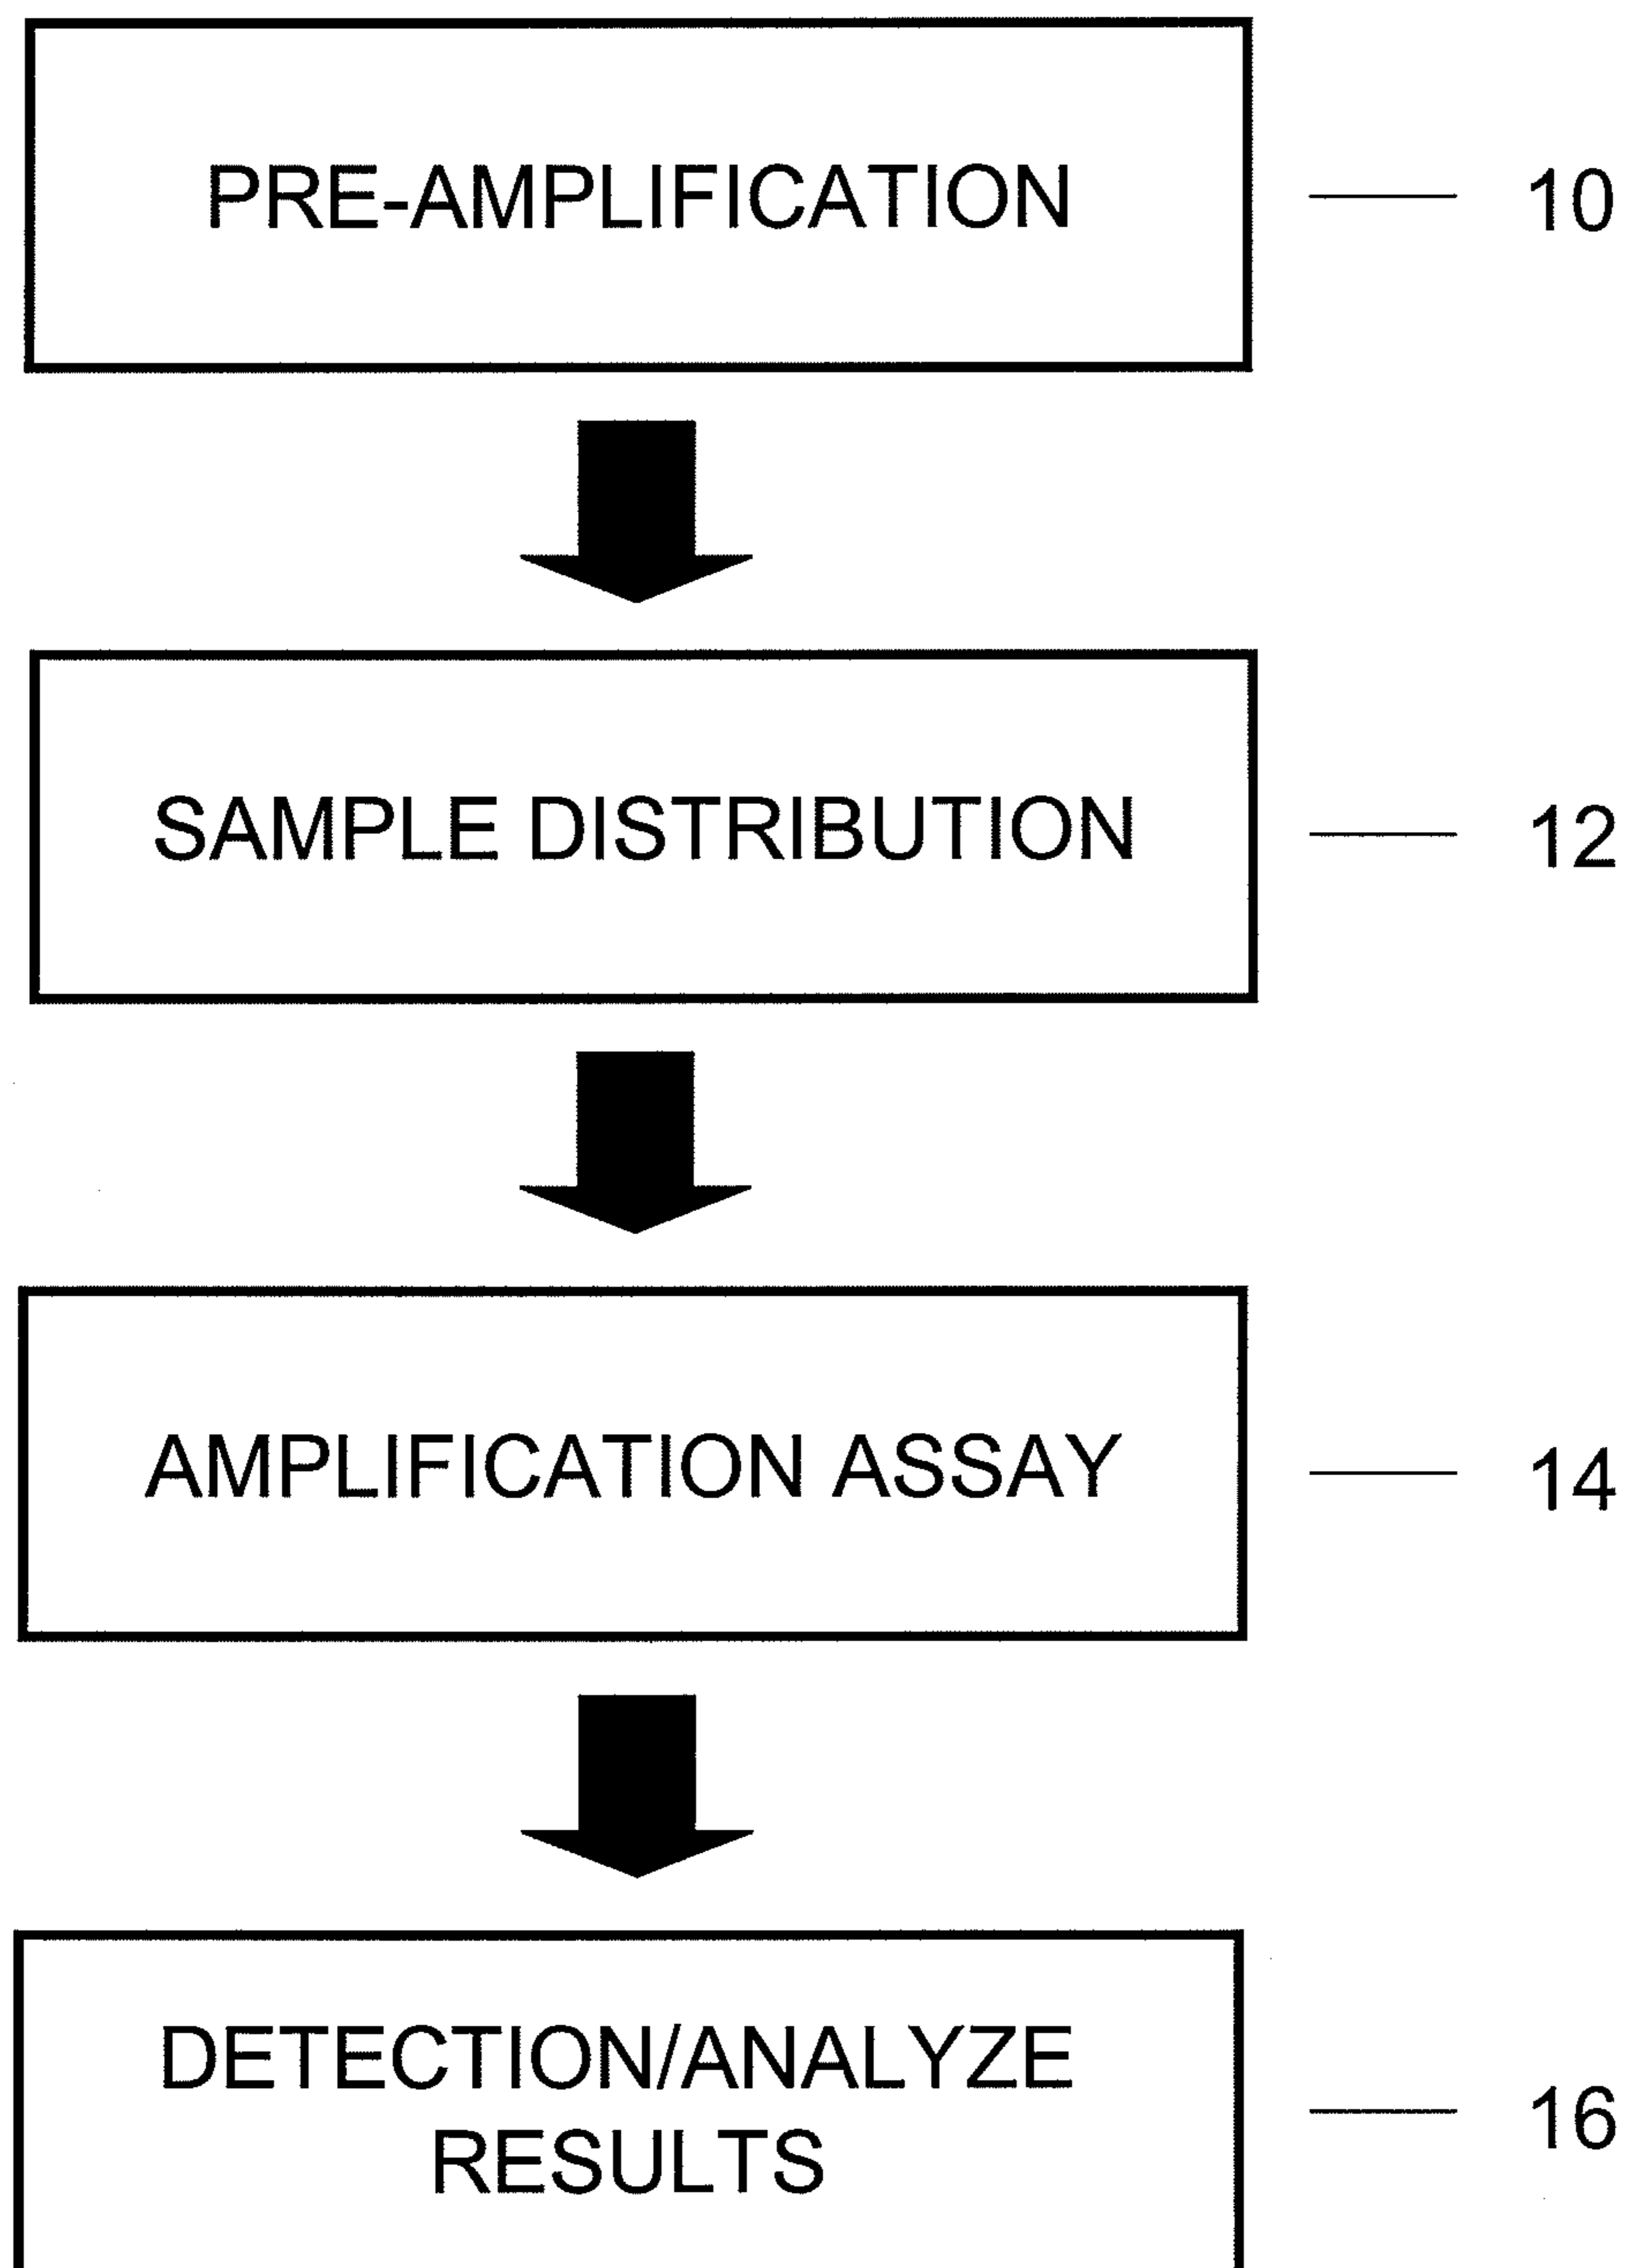 PRE-AMPLIFICATION
10
SAMPLE DISTRIBUTION
12
AMPLIFICATION ASSAY
14
DETECTION/ANALYZE
RESULTS
16